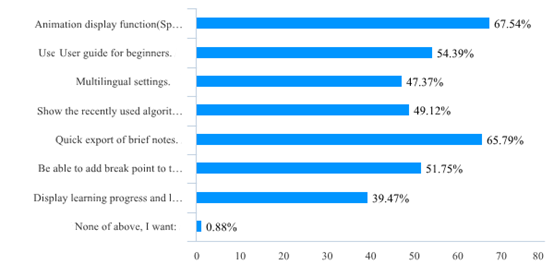 Animation display function(Sp… 67.54%
Use User guide for beginners. 54.39%
Multilingual settings. 47.37%
Show the recently used algorit… 49.12%
Quick export of brief notes. 65.79%
Be able to add break point to t… 51.75%
Display learning progress and l… 39.47%
None of above, I want: 0.88%
0 10 20 30 40 50 60 70 80